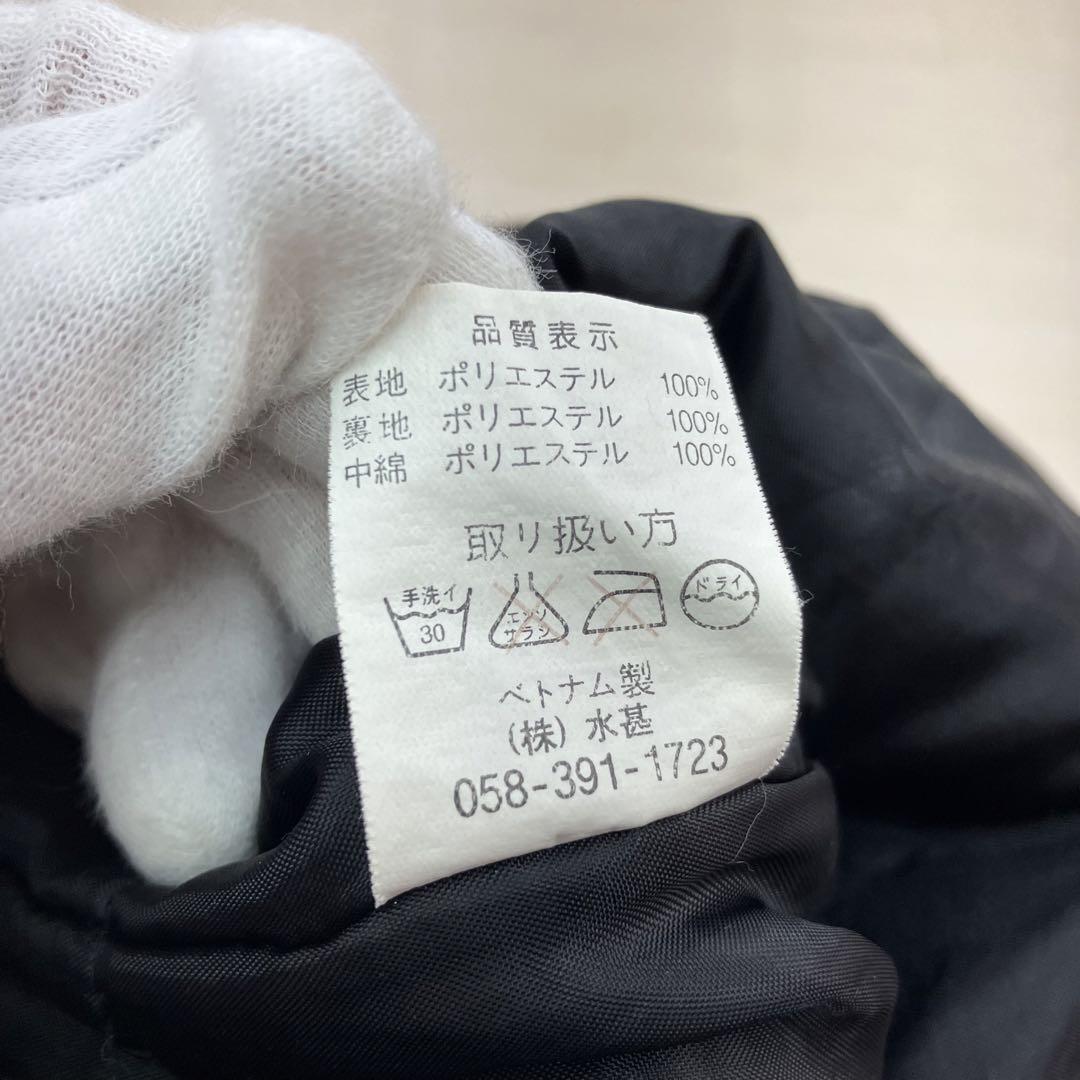 品質表示
表地 ポリエステル 100%
裏地 ポリエステル 100%
中綿 ポリエステル 100%
取り扱い方
手洗イ 30 エンソサラシ ドライ
ベトナム製
(株) 水甚
058-391-1723